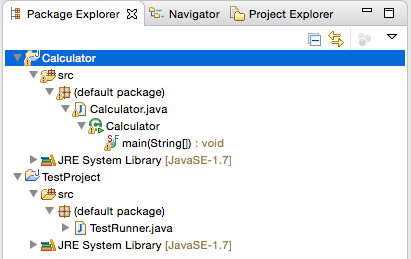 Package Explorer Navigator Project Explorer
Calculator
src
(default package)
Calculator.java
Calculator
main(String[]) : void
JRE System Library [JavaSE-1.7]
TestProject
src
(default package)
TestRunner.java
JRE System Library [JavaSE-1.7]